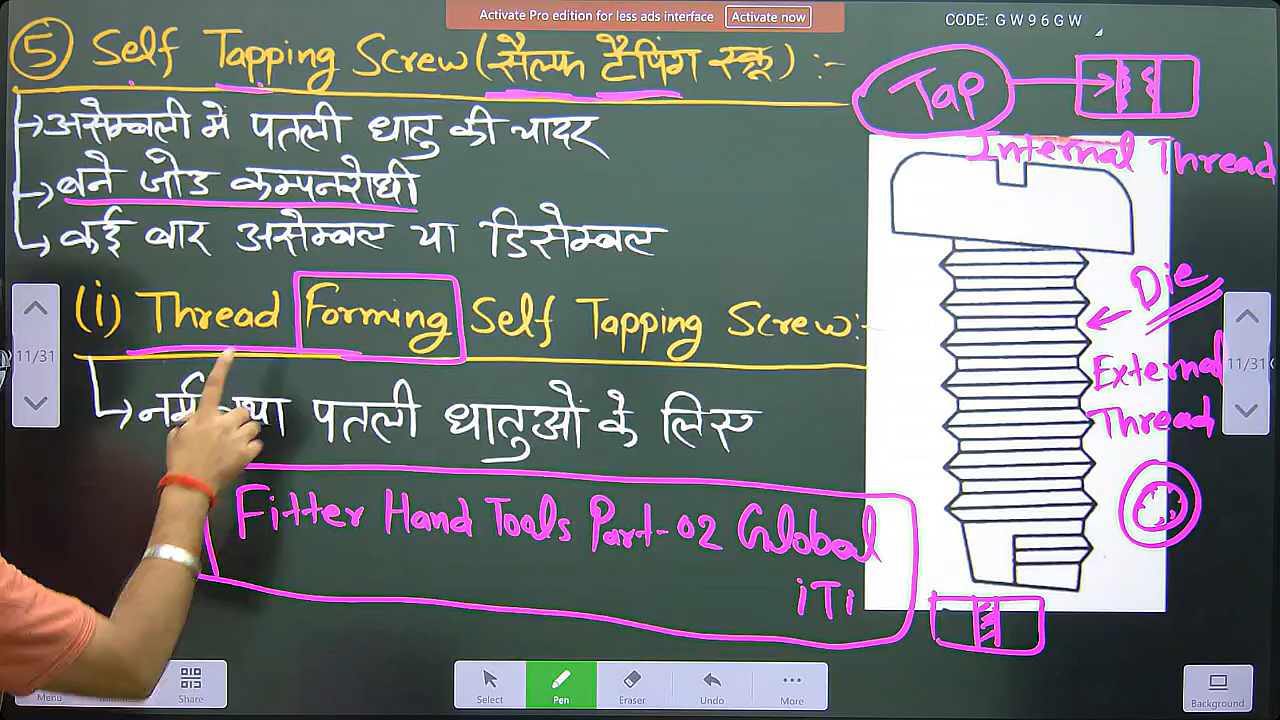 Activate Pro edition for less ads interface Activate now
CODE: G W 9 6 G W
⑤ Self Tapping Screw (सैल्फ टैपिंग स्क्रू) :-
Tap
Internal Thread
→ असेम्बली में पतली धातु की चादर
→ बने जोड कम्पनरोधी
→ कई बार असेम्बल या डिसेम्बल
Die
(i) Thread Forming Self Tapping Screw:-
External
Thread
11/31
11/31
→ नर्म पतली धातुओं के लिए
Fitter Hand Tools Part-02 Global
iTi
Menu
Share
Select
Pen
Eraser
Undo
More
Background